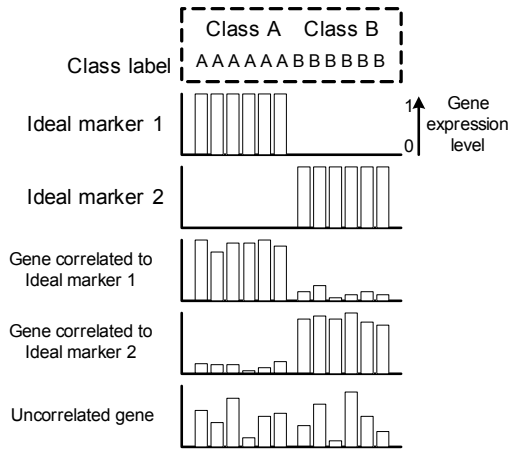 Class A Class B
Class label
A A A A A A B B B B B B
Ideal marker 1
1
0
Gene
expression
level
Ideal marker 2
Gene correlated to
Ideal marker 1
Gene correlated to
Ideal marker 2
Uncorrelated gene